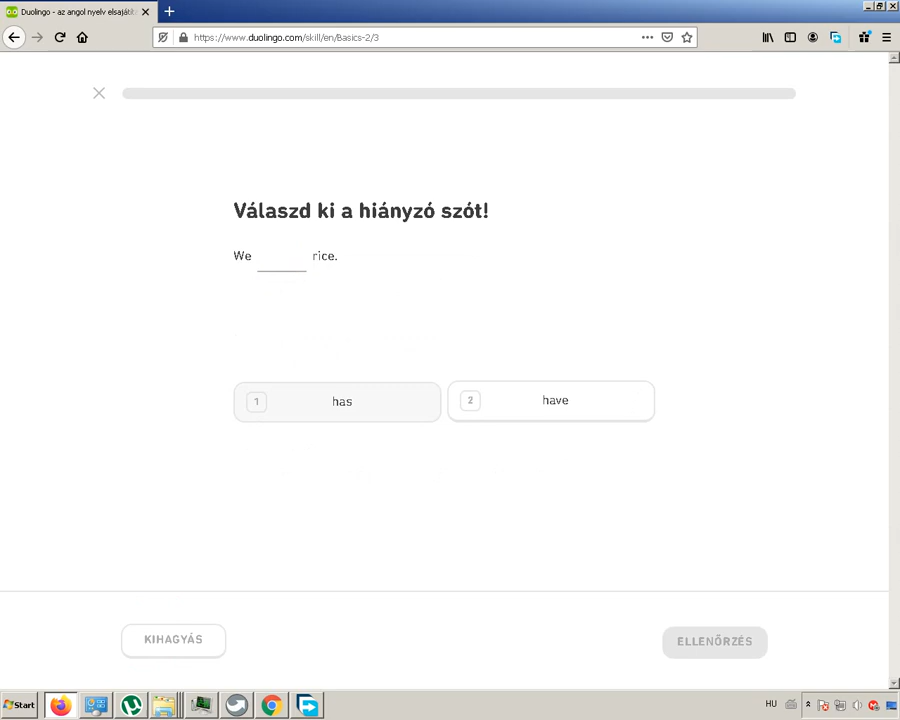 Duolingo - az angol nyelv elsajátítá
https://www.duolingo.com/skill/en/Basics-2/3
Válaszd ki a hiányzó szót!
We ______ rice.
1 has
2 have
KIHAGYÁS
ELLENŐRZÉS
Start
HU